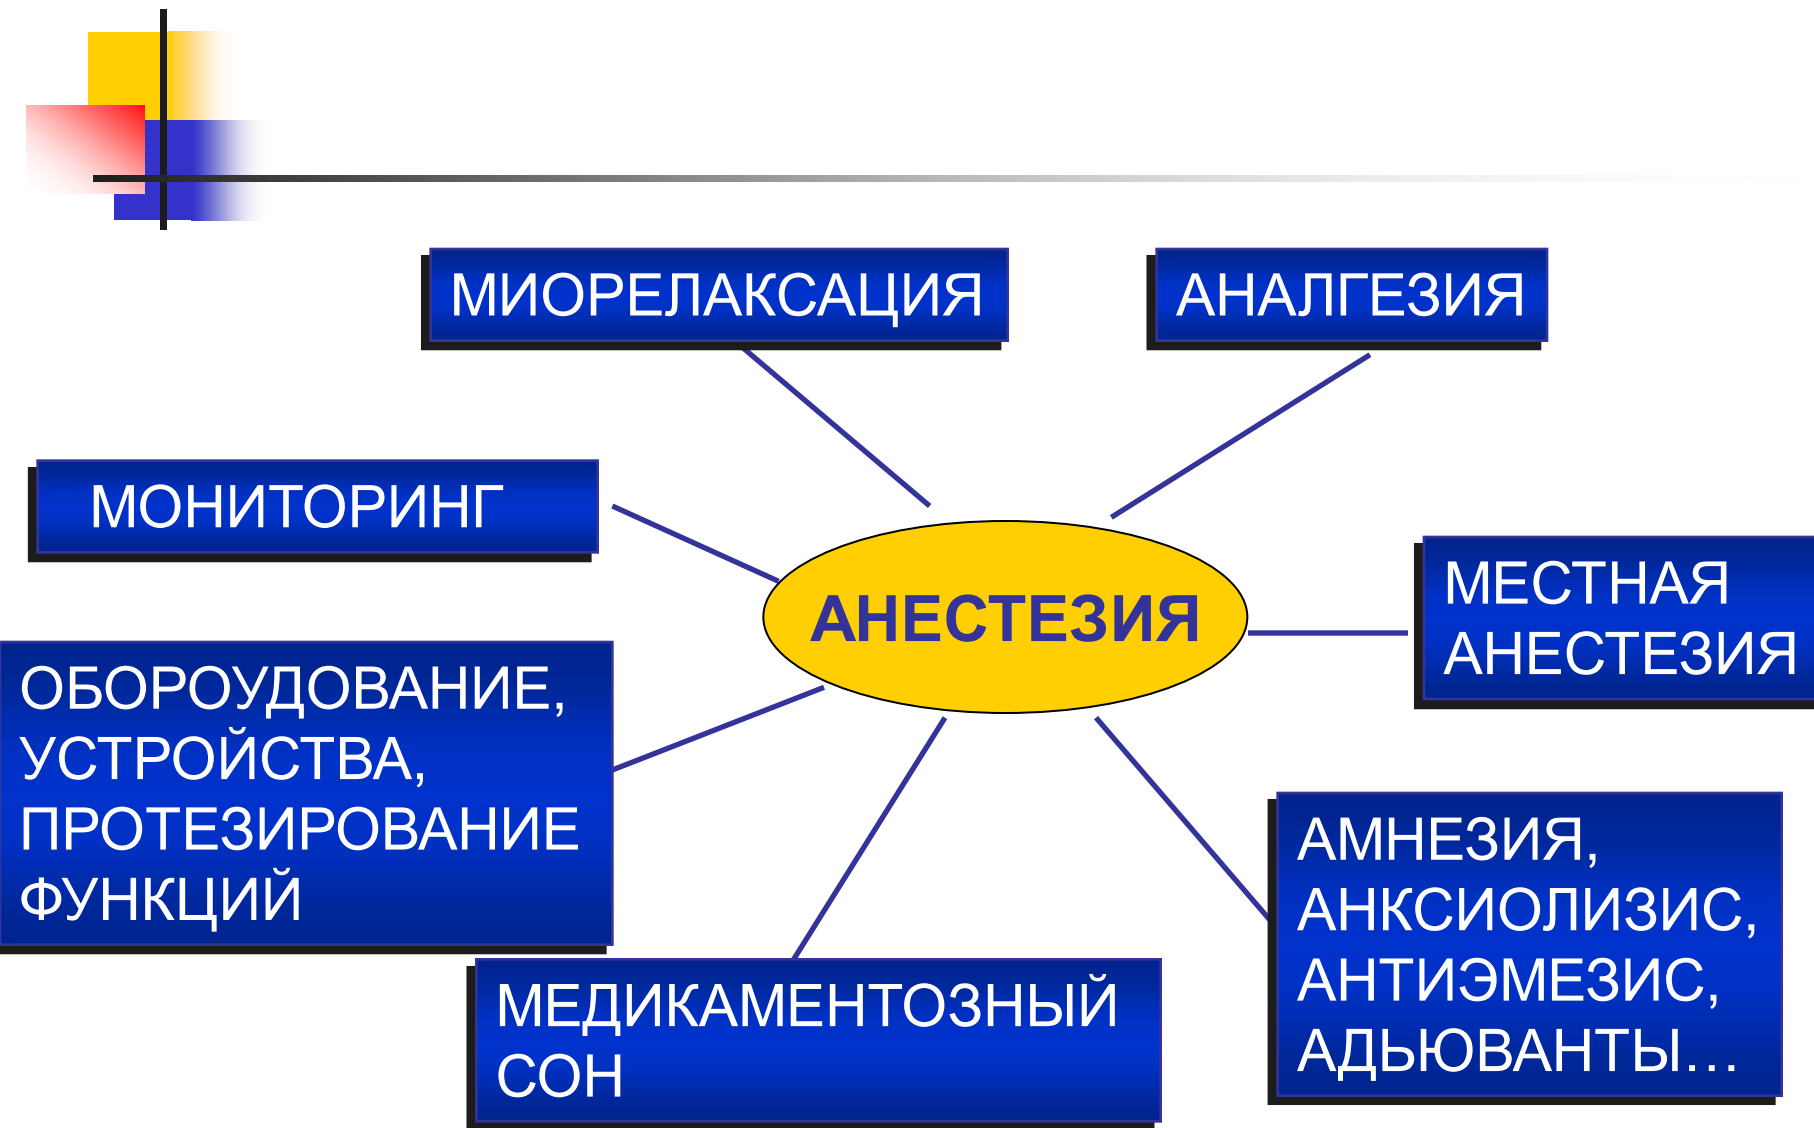 МИОРЕЛАКСАЦИЯ
АНАЛГЕЗИЯ
МОНИТОРИНГ
АНЕСТЕЗИЯ
МЕСТНАЯ
АНЕСТЕЗИЯ
ОБОРОУДОВАНИЕ,
УСТРОЙСТВА,
ПРОТЕЗИРОВАНИЕ
ФУНКЦИЙ
АМНЕЗИЯ,
АНКСИОЛИЗИС,
АНТИЭМЕЗИС,
АДЬЮВАНТЫ...
МЕДИКАМЕНТОЗНЫЙ
СОН